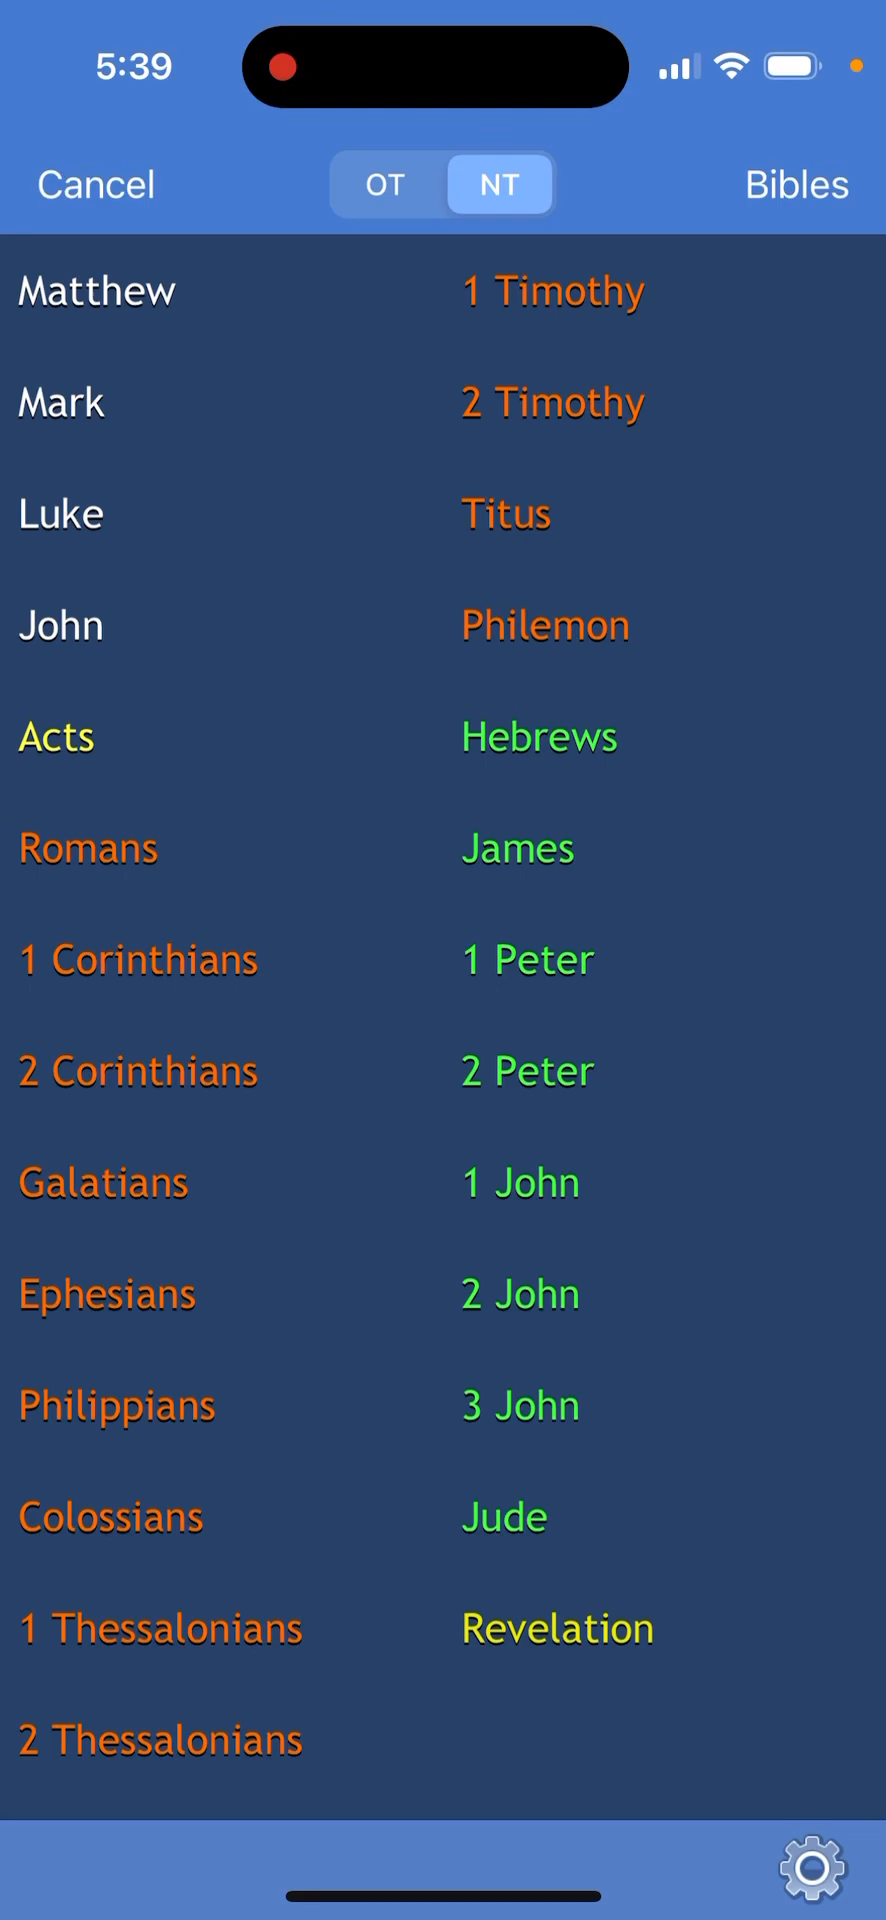 5:39
Cancel
OT
NT
Bibles
Matthew
Mark
Luke
John
Acts
Romans
1 Corinthians
2 Corinthians
Galatians
Ephesians
Philippians
Colossians
1 Thessalonians
2 Thessalonians
1 Timothy
2 Timothy
Titus
Philemon
Hebrews
James
1 Peter
2 Peter
1 John
2 John
3 John
Jude
Revelation